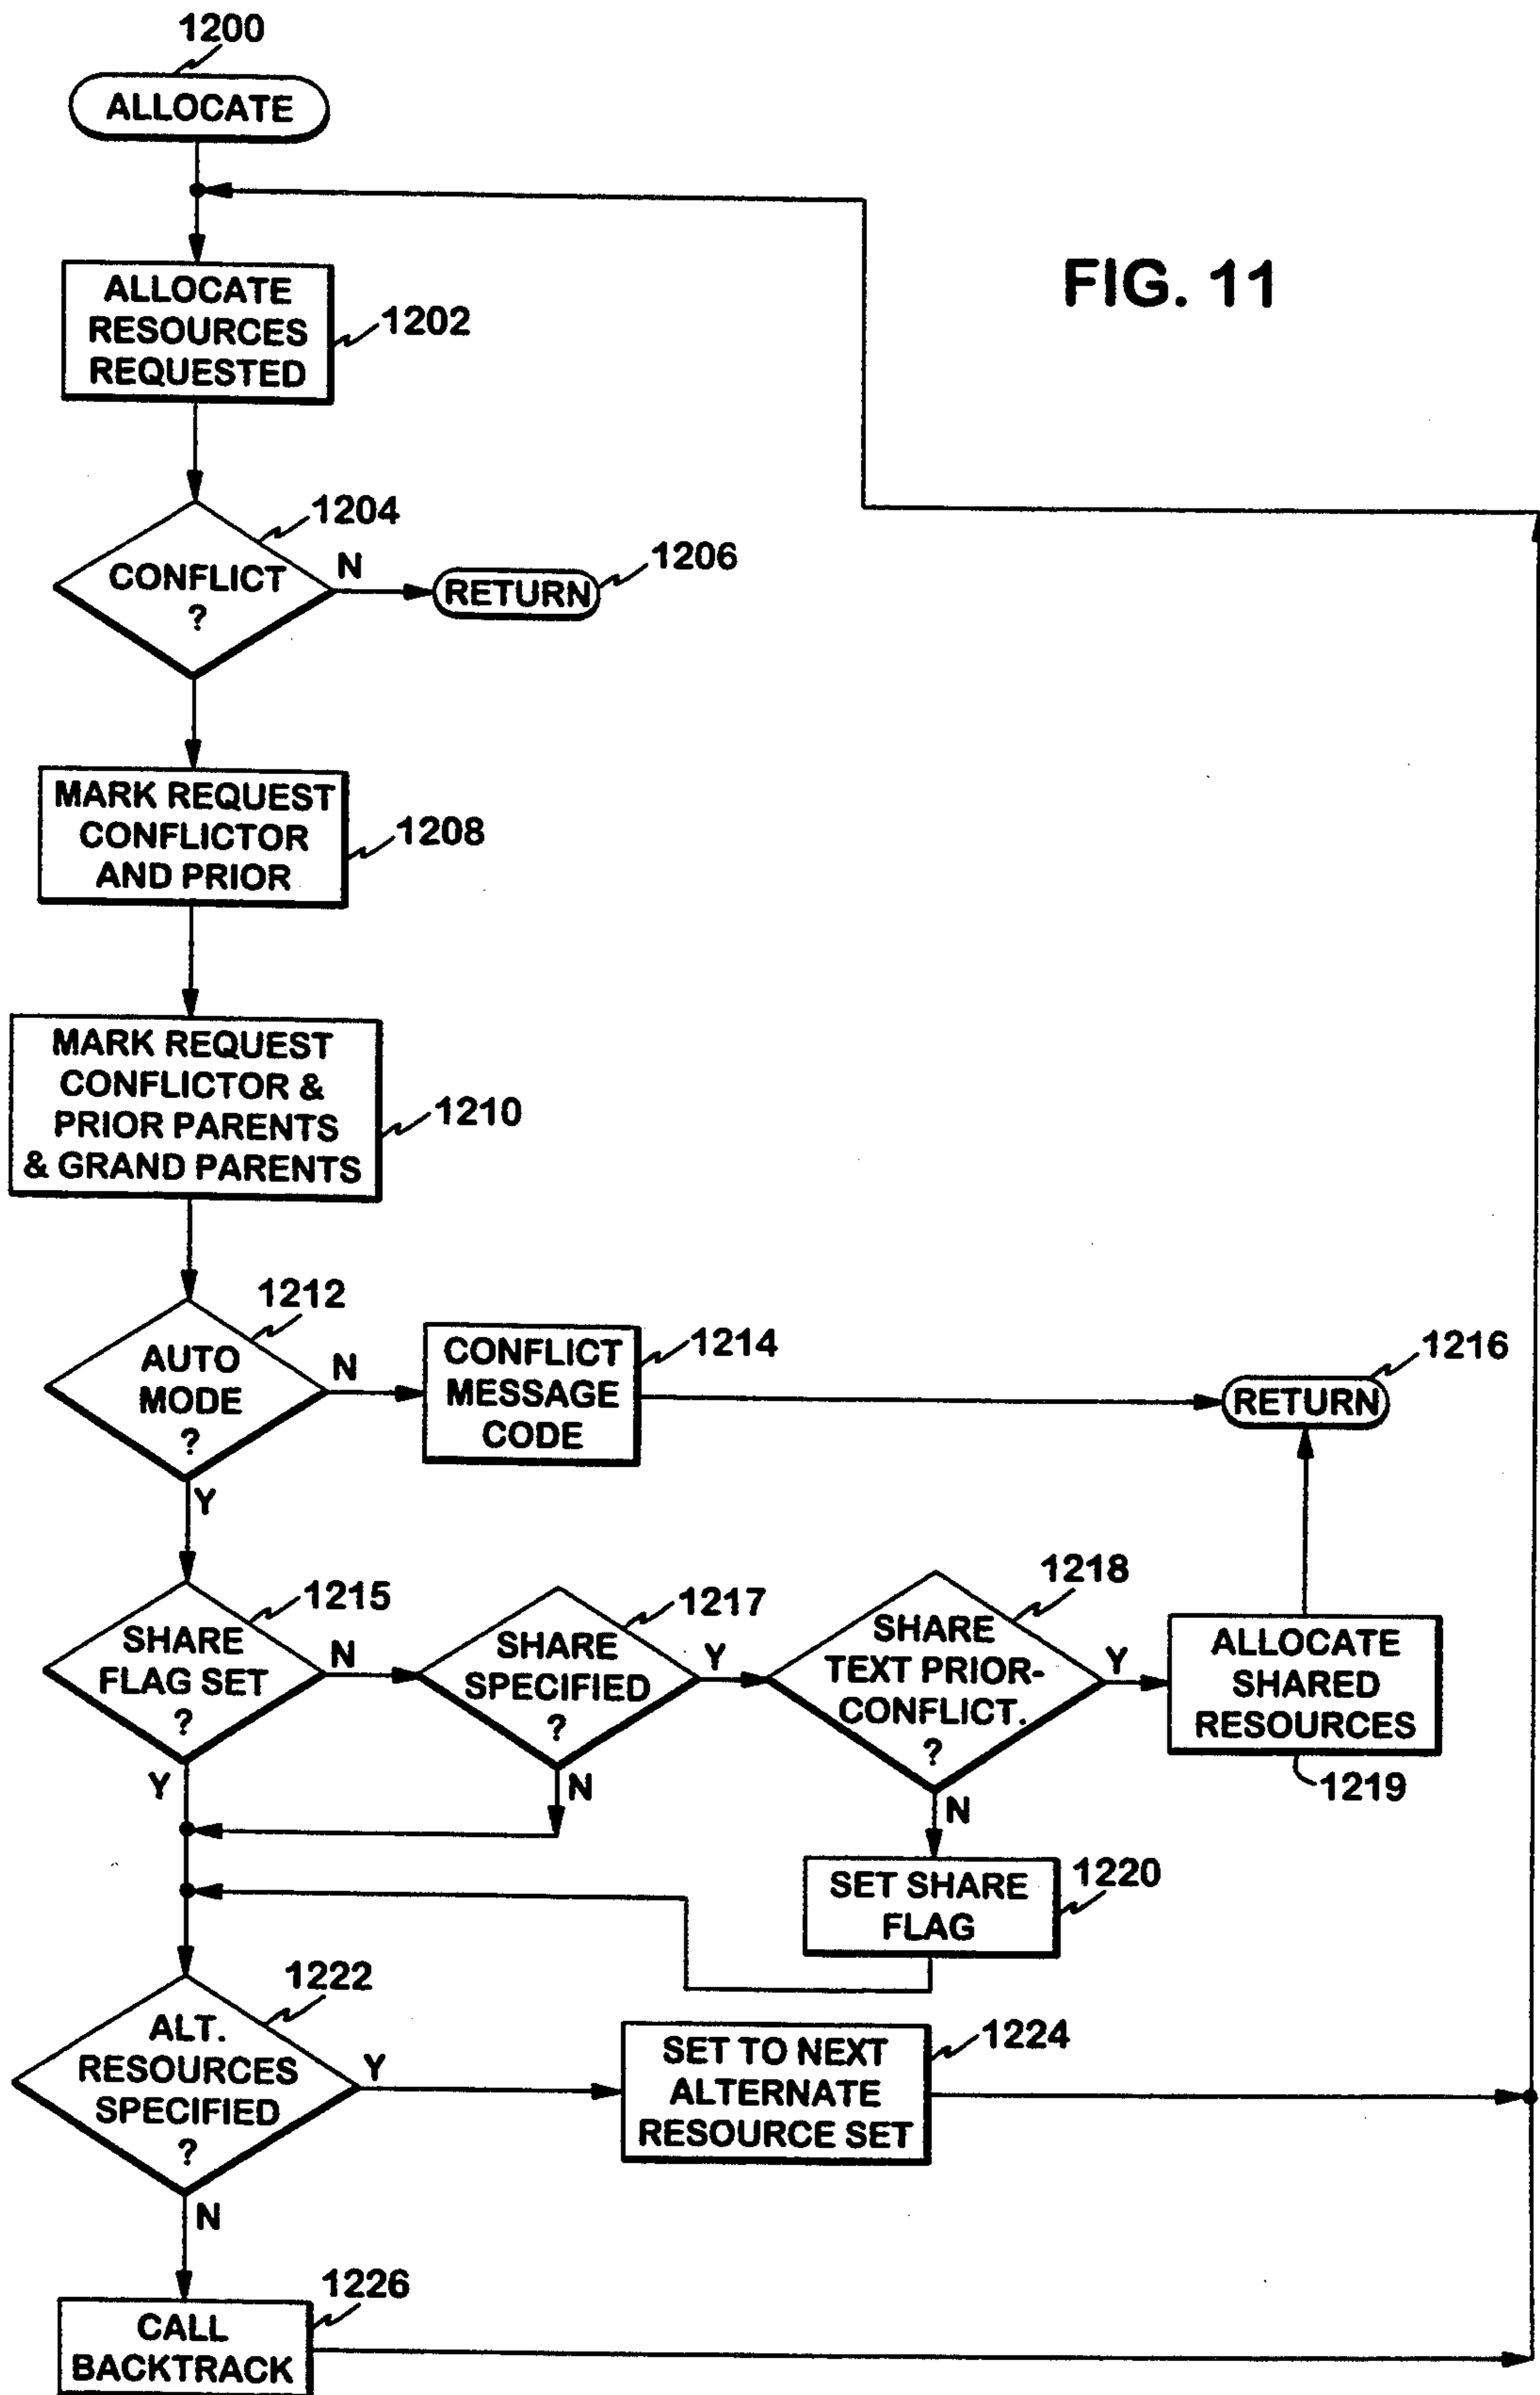 1200
ALLOCATE
FIG. 11
ALLOCATE
RESOURCES
REQUESTED
1202
1204
CONFLICT
?
N
RETURN
1206
MARK REQUEST
CONFLICTOR
AND PRIOR
1208
MARK REQUEST
CONFLICTOR &
PRIOR PARENTS
& GRAND PARENTS
1210
1212
AUTO
MODE
?
N
Y
CONFLICT
MESSAGE
CODE
1214
1216
RETURN
1215
SHARE
FLAG SET
?
N
Y
1217
SHARE
SPECIFIED
?
Y
N
1218
SHARE
TEXT PRIOR-
CONFLICT.
?
Y
N
ALLOCATE
SHARED
RESOURCES
1219
SET SHARE
FLAG
1220
1222
ALT.
RESOURCES
SPECIFIED
?
Y
N
SET TO NEXT
ALTERNATE
RESOURCE SET
1224
1226
CALL
BACKTRACK